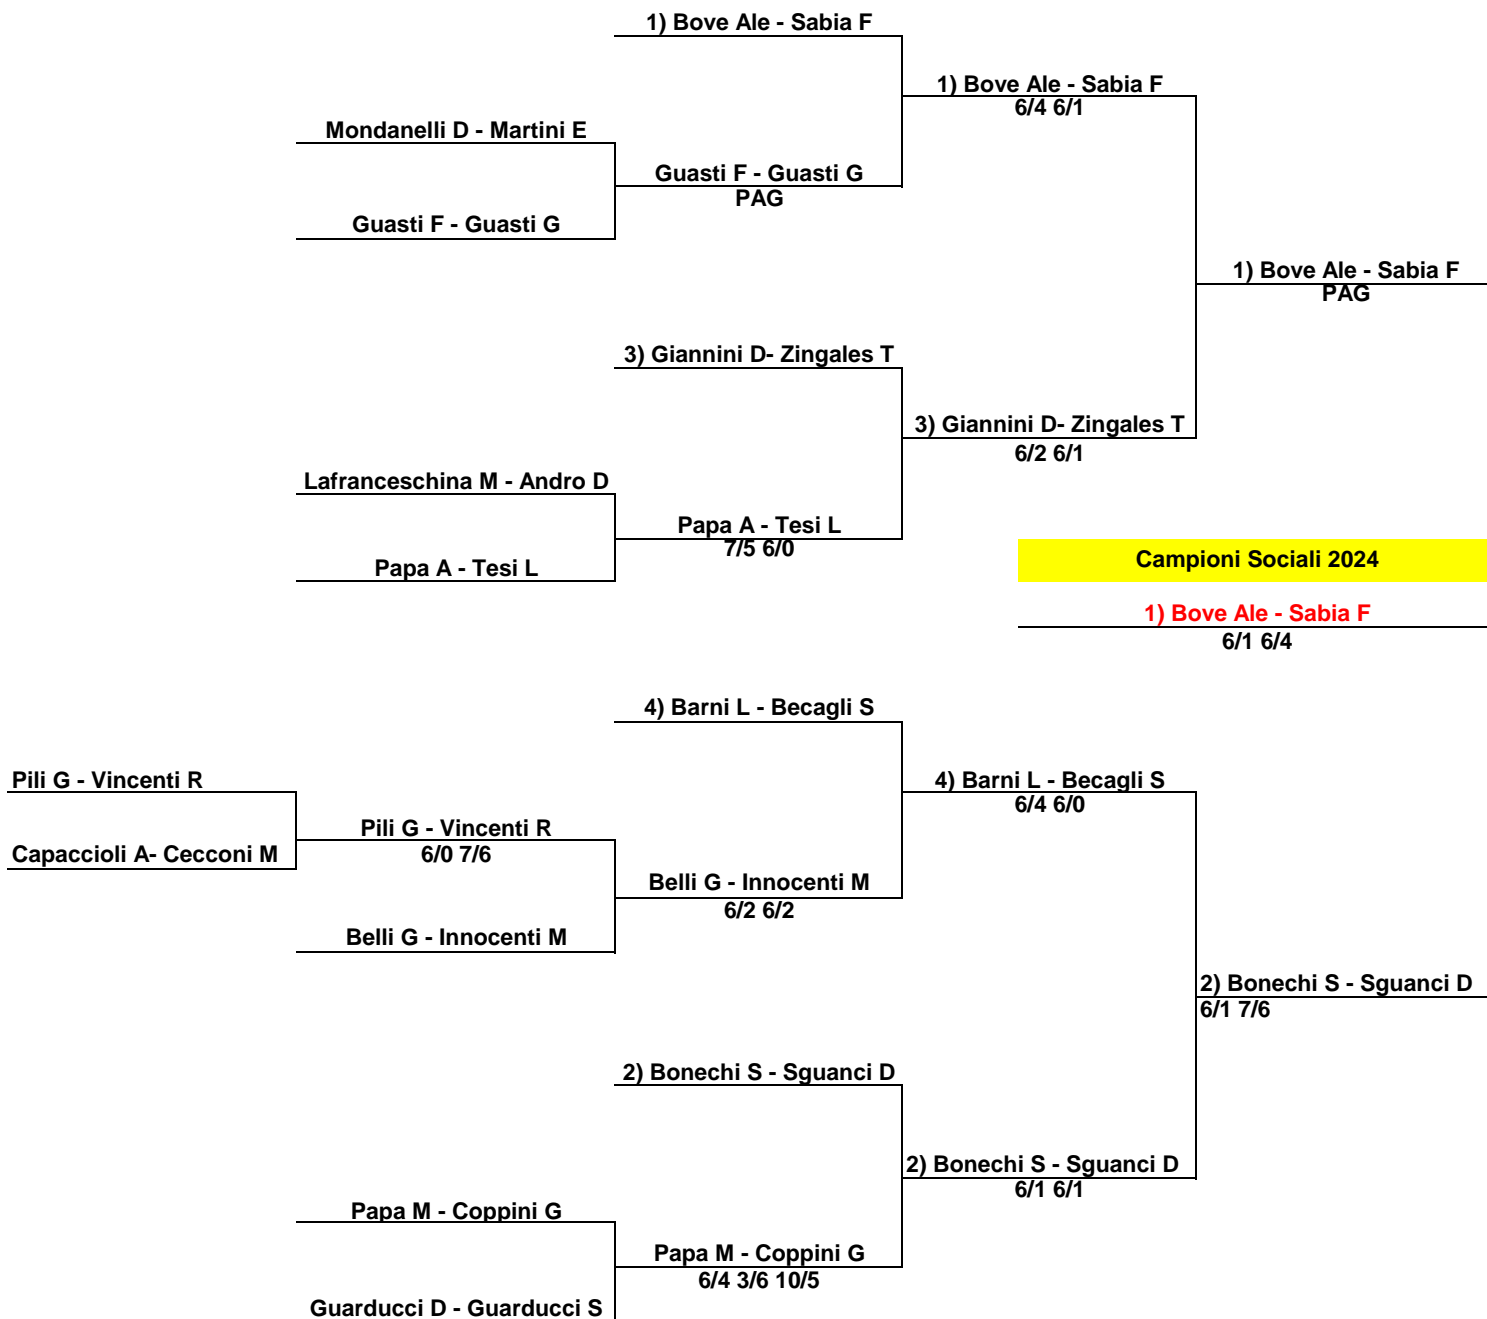 1) Bove Ale - Sabia F
1) Bove Ale - Sabia F
6/4 6/1
Mondanelli D - Martini E
Guasti F - Guasti G
PAG
Guasti F - Guasti G
1) Bove Ale - Sabia F
PAG
3) Giannini D- Zingales T
3) Giannini D- Zingales T
6/2 6/1
Lafranceschina M - Andro D
Papa A - Tesi L
7/5 6/0
Papa A - Tesi L
Campioni Sociali 2024
1) Bove Ale - Sabia F
6/1 6/4
4) Barni L - Becagli S
Pili G - Vincenti R
4) Barni L - Becagli S
6/4 6/0
Pili G - Vincenti R
6/0 7/6
Capaccioli A- Cecconi M
Belli G - Innocenti M
6/2 6/2
Belli G - Innocenti M
2) Bonechi S - Sguanci D
6/1 7/6
2) Bonechi S - Sguanci D
2) Bonechi S - Sguanci D
6/1 6/1
Papa M - Coppini G
Papa M - Coppini G
6/4 3/6 10/5
Guarducci D - Guarducci S